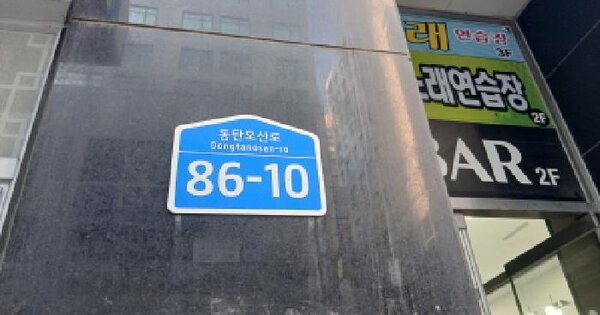 동탄오산로
Dongtanosan-ro
86-10
래 연습장
3F
노래연습장
2F
BAR 2F